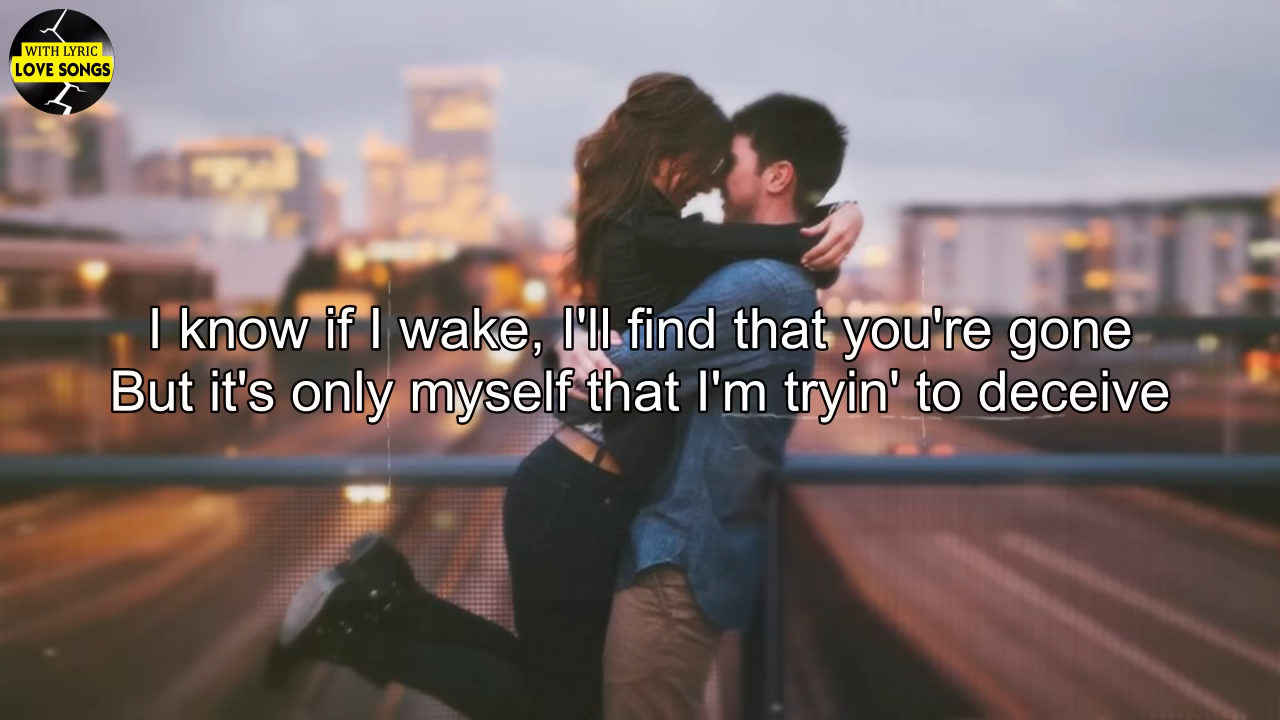 WITH LYRIC
LOVE SONGS
I know if I wake, I'll find that you're gone
But it's only myself that I'm tryin' to deceive